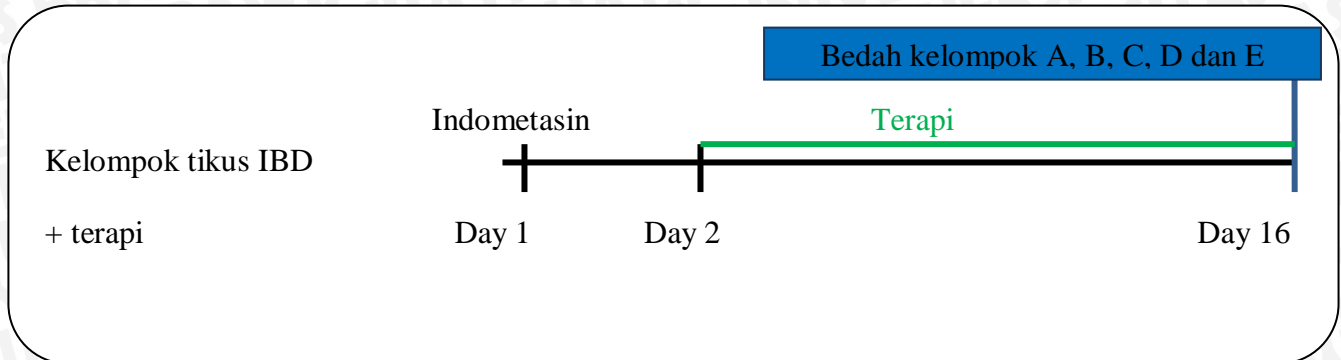 Bedah kelompok A, B, C, D dan E
Indometasin Terapi
Kelompok tikus IBD
+ terapi Day 1 Day 2 Day 16